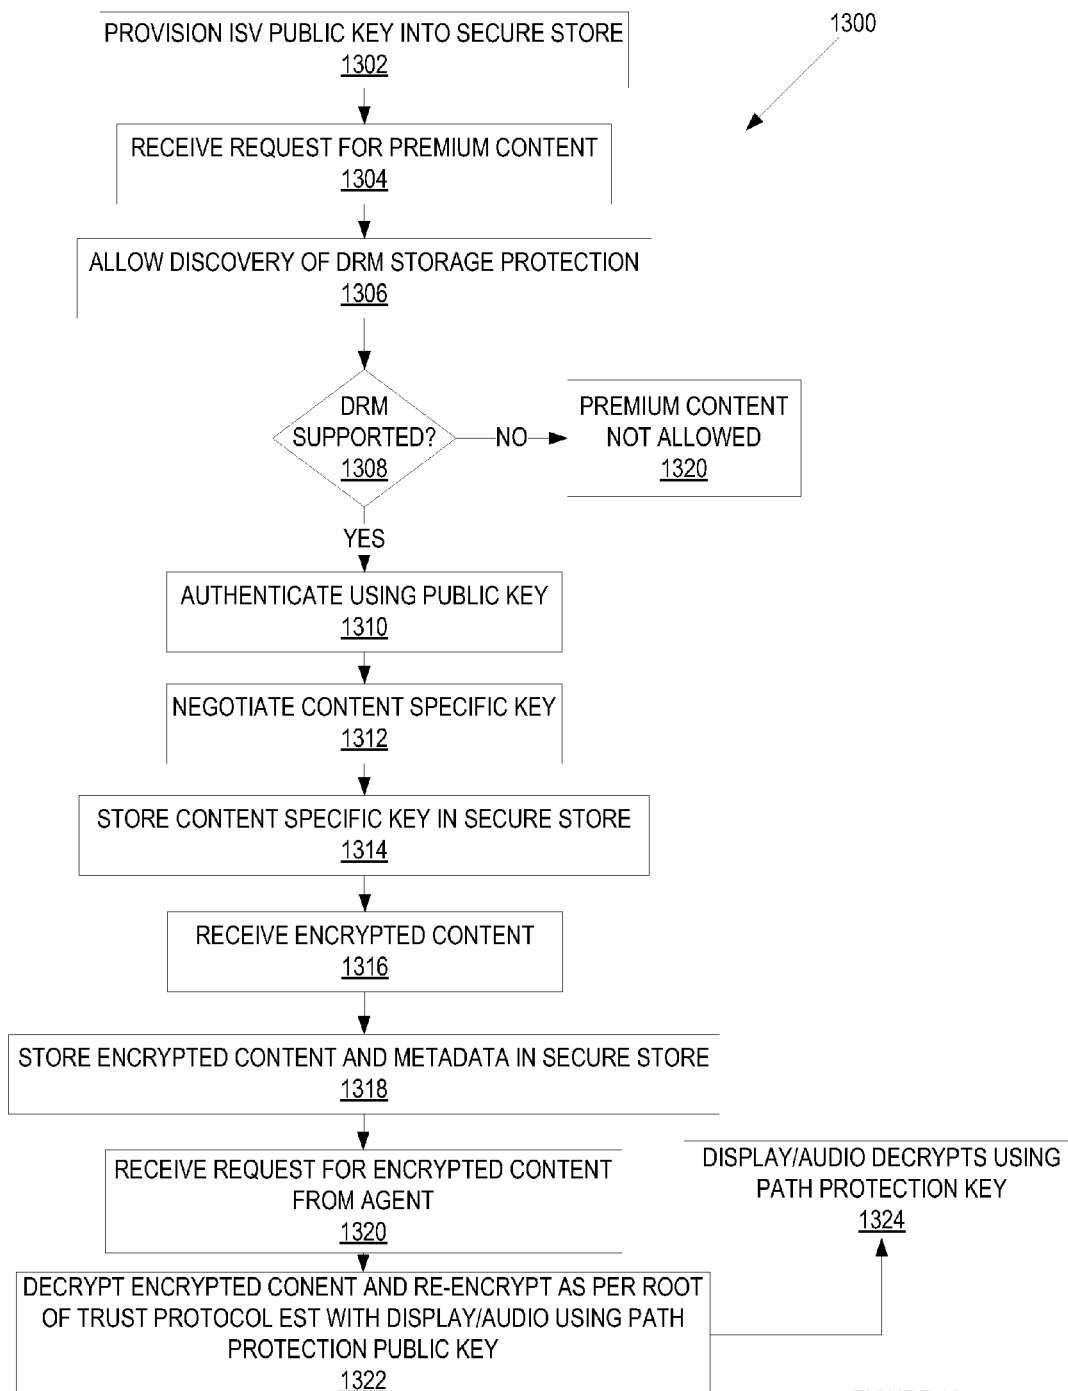 PROVISION ISV PUBLIC KEY INTO SECURE STORE
1302
1300
RECEIVE REQUEST FOR PREMIUM CONTENT
1304
ALLOW DISCOVERY OF DRM STORAGE PROTECTION
1306
DRM
SUPPORTED?
1308
NO
PREMIUM CONTENT
NOT ALLOWED
1320
YES
AUTHENTICATE USING PUBLIC KEY
1310
NEGOTIATE CONTENT SPECIFIC KEY
1312
STORE CONTENT SPECIFIC KEY IN SECURE STORE
1314
RECEIVE ENCRYPTED CONTENT
1316
STORE ENCRYPTED CONTENT AND METADATA IN SECURE STORE
1318
RECEIVE REQUEST FOR ENCRYPTED CONTENT
FROM AGENT
1320
DISPLAY/AUDIO DECRYPTS USING
PATH PROTECTION KEY
1324
DECRYPT ENCRYPTED CONENT AND RE-ENCRYPT AS PER ROOT
OF TRUST PROTOCOL EST WITH DISPLAY/AUDIO USING PATH
PROTECTION PUBLIC KEY
1322